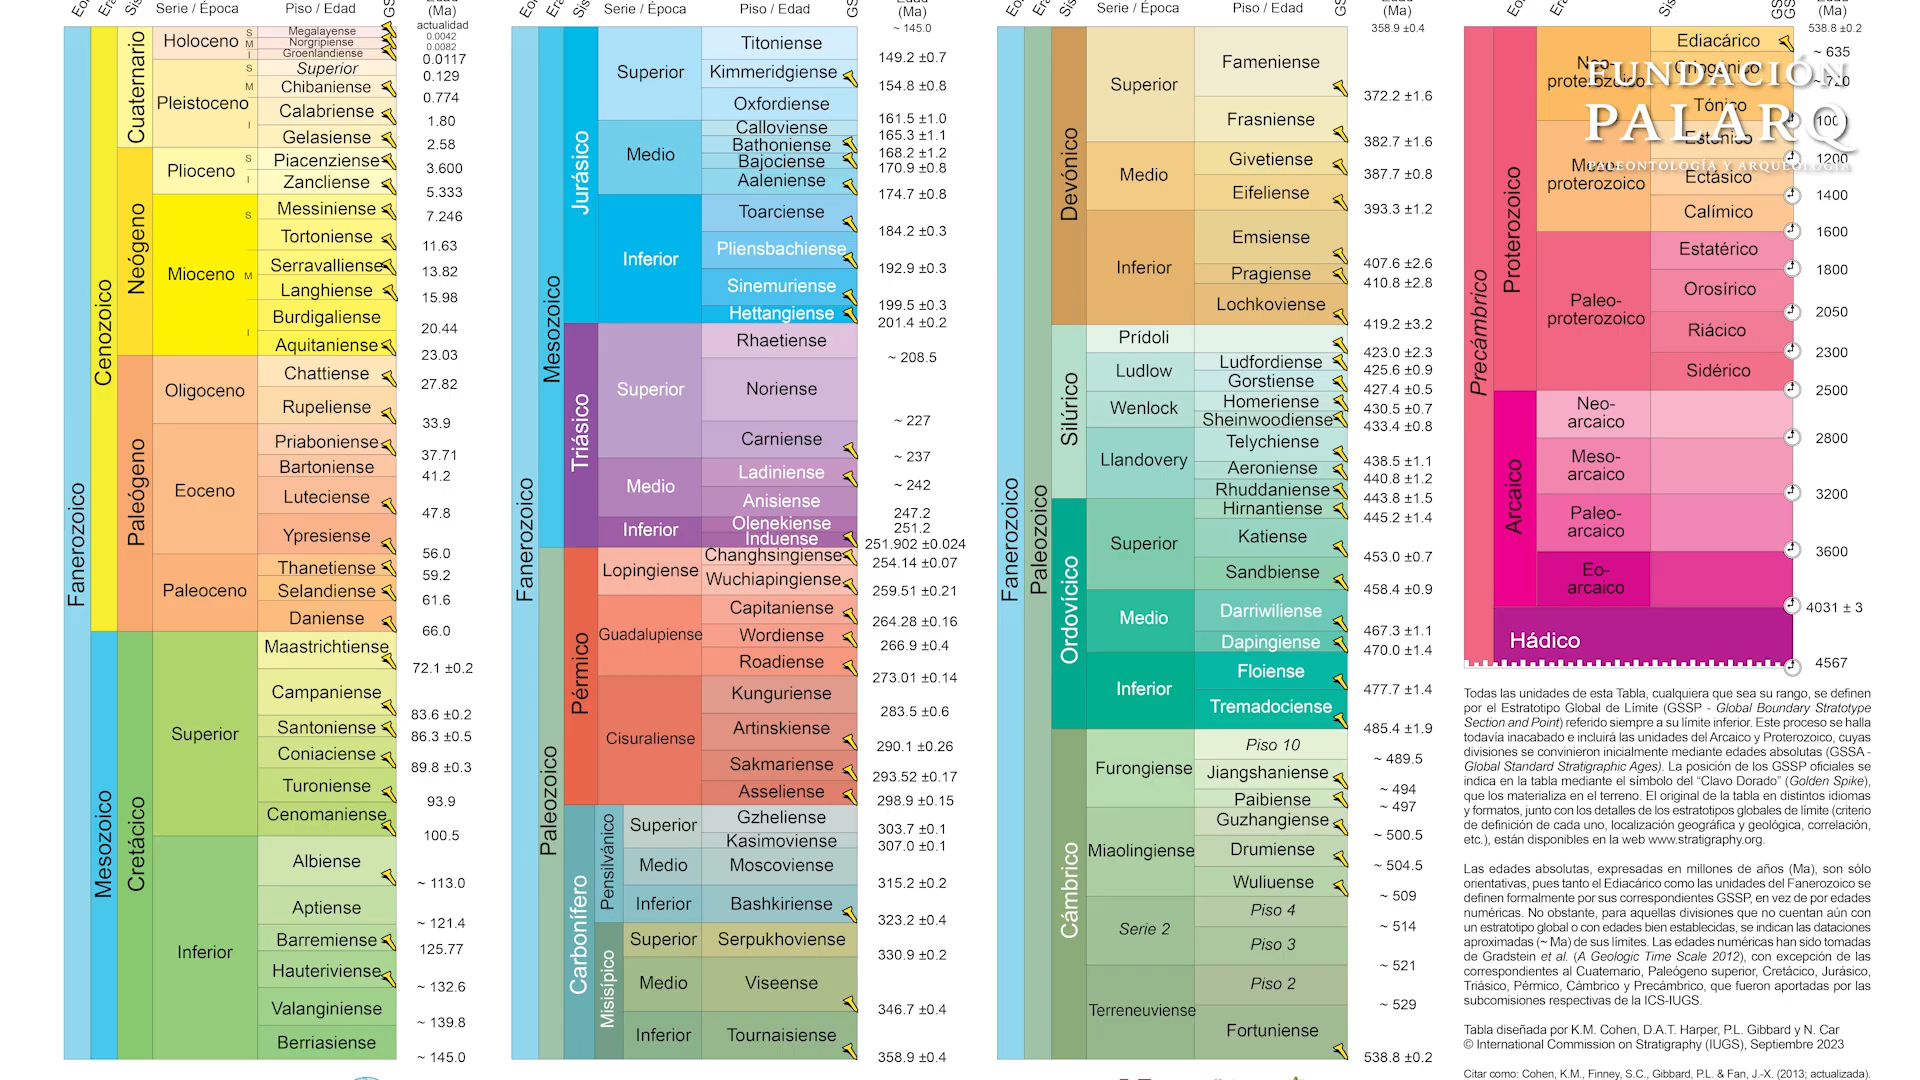 Serie / Época
Piso / Edad
(Ma)
actualidad
Fanerozoico
Cenozoico
Cuaternario
Holoceno
S
Megalayense
0.0042
M
Norgripiense
0.0082
I
Groenlandiense
0.0117
Pleistoceno
S
Superior
0.129
M
Chibaniense
0.774
I
Calabriense
1.80
Gelasiense
2.58
Neógeno
Plioceno
S
Piacenziense
3.600
I
Zancliense
5.333
Mioceno
S
Messiniense
7.246
Tortoniense
11.63
M
Serravalliense
13.82
Langhiense
15.98
I
Burdigaliense
20.44
Aquitaniense
23.03
Paleógeno
Oligoceno
Chattiense
27.82
Rupeliense
33.9
Eoceno
Priaboniense
37.71
Bartoniense
41.2
Luteciense
47.8
Ypresiense
56.0
Paleoceno
Thanetiense
59.2
Selandiense
61.6
Daniense
66.0
Mesozoico
Cretácico
Superior
Maastrichtiense
72.1 ±0.2
Campaniense
83.6 ±0.2
Santoniense
86.3 ±0.5
Coniaciense
89.8 ±0.3
Turoniense
93.9
Cenomaniense
100.5
Inferior
Albiense
~ 113.0
Aptiense
~ 121.4
Barremiense
125.77
Hauteriviense
~ 132.6
Valanginiense
~ 139.8
Berriasiense
~ 145.0
Serie / Época
Piso / Edad
(Ma)
~ 145.0
Fanerozoico
Mesozoico
Jurásico
Superior
Titoniense
149.2 ±0.7
Kimmeridgiense
154.8 ±0.8
Oxfordiense
161.5 ±1.0
Medio
Calloviense
165.3 ±1.1
Bathoniense
168.2 ±1.2
Bajociense
170.9 ±0.8
Aaleniense
174.7 ±0.8
Inferior
Toarciense
184.2 ±0.3
Pliensbachiense
192.9 ±0.3
Sinemuriense
199.5 ±0.3
Hettangiense
201.4 ±0.2
Triásico
Superior
Rhaetiense
~ 208.5
Noriense
~ 227
Carniense
~ 237
Medio
Ladiniense
~ 242
Anisiense
247.2
Inferior
Olenekiense
251.2
Induense
251.902 ±0.024
Paleozoico
Pérmico
Lopingiense
Changhsingiense
254.14 ±0.07
Wuchiapingiense
259.51 ±0.21
Guadalupiense
Capitaniense
264.28 ±0.16
Wordiense
266.9 ±0.4
Roadiense
273.01 ±0.14
Cisuraliense
Kunguriense
283.5 ±0.6
Artinskiense
290.1 ±0.26
Sakmariense
293.52 ±0.17
Asseliense
298.9 ±0.15
Carbonífero
Pensilvánico
Superior
Gzheliense
303.7 ±0.1
Kasimoviense
307.0 ±0.1
Medio
Moscoviense
315.2 ±0.2
Inferior
Bashkiriense
323.2 ±0.4
Misisípico
Superior
Serpukhoviense
330.9 ±0.2
Medio
Viseense
346.7 ±0.4
Inferior
Tournaisiense
358.9 ±0.4
Serie / Época
Piso / Edad
(Ma)
358.9 ±0.4
Fanerozoico
Paleozoico
Devónico
Superior
Fameniense
372.2 ±1.6
Frasniense
382.7 ±1.6
Medio
Givetiense
387.7 ±0.8
Eifeliense
393.3 ±1.2
Inferior
Emsiense
407.6 ±2.6
Pragiense
410.8 ±2.8
Lochkoviense
419.2 ±3.2
Silúrico
Prídoli
423.0 ±2.3
Ludlow
Ludfordiense
425.6 ±0.9
Gorstiense
427.4 ±0.5
Wenlock
Homeriense
430.5 ±0.7
Sheinwoodiense
433.4 ±0.8
Llandovery
Telychiense
438.5 ±1.1
Aeroniense
440.8 ±1.2
Rhuddaniense
443.8 ±1.5
Ordovícico
Superior
Hirnantiense
445.2 ±1.4
Katiense
453.0 ±0.7
Sandbiense
458.4 ±0.9
Medio
Darriwiliense
467.3 ±1.1
Dapingiense
470.0 ±1.4
Inferior
Floiense
477.7 ±1.4
Tremadociense
485.4 ±1.9
Cámbrico
Furongiense
Piso 10
~ 489.5
Jiangshaniense
~ 494
Paibiense
~ 497
Miaolingiense
Guzhangiense
~ 500.5
Drumiense
~ 504.5
Wuliuense
~ 509
Serie 2
Piso 4
~ 514
Piso 3
~ 521
Terreneuviense
Piso 2
~ 529
Fortuniense
538.8 ±0.2
(Ma)
538.8 ±0.2
Precámbrico
Proterozoico
Neo-
proterozoico
Ediacárico
~ 635
Criogénico
~ 720
Tónico
1000
Meso-
proterozoico
Esténico
1200
Ectásico
1400
Calímico
1600
Paleo-
proterozoico
Estatérico
1800
Orosírico
2050
Riácico
2300
Sidérico
2500
Arcaico
Neo-
arcaico
2800
Meso-
arcaico
3200
Paleo-
arcaico
3600
Eo-
arcaico
4031 ± 3
Hádico
4567
FUNDACIÓN
PALARQ
PALEONTOLOGÍA Y ARQUEOLOGÍA
Todas las unidades de esta Tabla, cualquiera que sea su rango, se definen
por el Estratotipo Global de Límite (GSSP - Global Boundary Stratotype
Section and Point) referido siempre a su límite inferior. Este proceso se halla
todavía inacabado e incluirá las unidades del Arcaico y Proterozoico, cuyas
divisiones se convinieron inicialmente mediante edades absolutas (GSSA -
Global Standard Stratigraphic Ages). La posición de los GSSP oficiales se
indica en la tabla mediante el símbolo del “Clavo Dorado” (Golden Spike),
que los materializa en el terreno. El original de la tabla en distintos idiomas
y formatos, junto con los detalles de los estratotipos globales de límite (criterio
de definición de cada uno, localización geográfica y geológica, correlación,
etc.), están disponibles en la web www.stratigraphy.org.
Las edades absolutas, expresadas en millones de años (Ma), son sólo
orientativas, pues tanto el Ediacárico como las unidades del Fanerozoico se
definen formalmente por sus correspondientes GSSP, en vez de por edades
numéricas. No obstante, para aquellas divisiones que no cuentan aún con
un estratotipo global o con edades bien establecidas, se indican las dataciones
aproximadas (~ Ma) de sus límites. Las edades numéricas han sido tomadas
de Gradstein et al. (A Geologic Time Scale 2012), con excepción de las
correspondientes al Cuaternario, Paleógeno superior, Cretácico, Jurásico,
Triásico, Pérmico, Cámbrico y Precámbrico, que fueron aportadas por las
subcomisiones respectivas de la ICS-IUGS.
Tabla diseñada por K.M. Cohen, D.A.T. Harper, P.L. Gibbard y N. Car
© International Commission on Stratigraphy (IUGS), Septiembre 2023
Citar como: Cohen, K.M., Finney, S.C., Gibbard, P.L. & Fan, J.-X. (2013; actualizada).